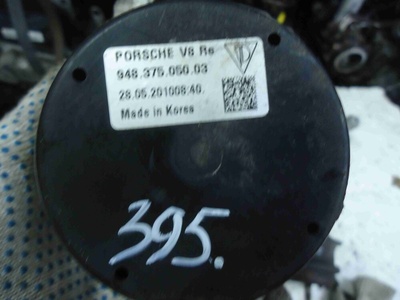 PORSCHE V8 Re
948.375.050.03
28.05.201008:40.
Made in Korea
395.